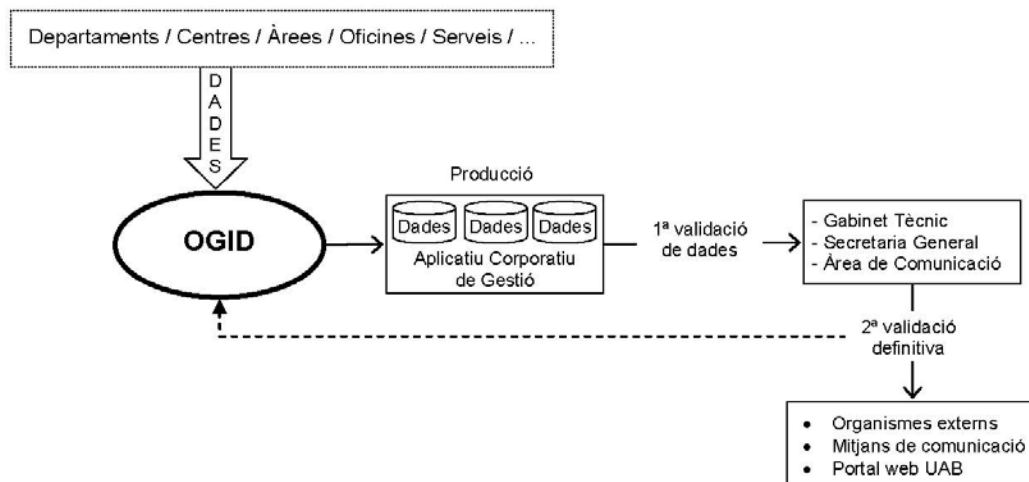 Departaments / Centres / Àrees / Oficines / Serveis / ...
DADES
Producció
OGID
Dades Dades Dades
Aplicatiu Corporatiu
de Gestió
1ª validació
de dades
- Gabinet Tècnic
- Secretaria General
- Àrea de Comunicació
2ª validació
definitiva
• Organismes externs
• Mitjans de comunicació
• Portal web UAB